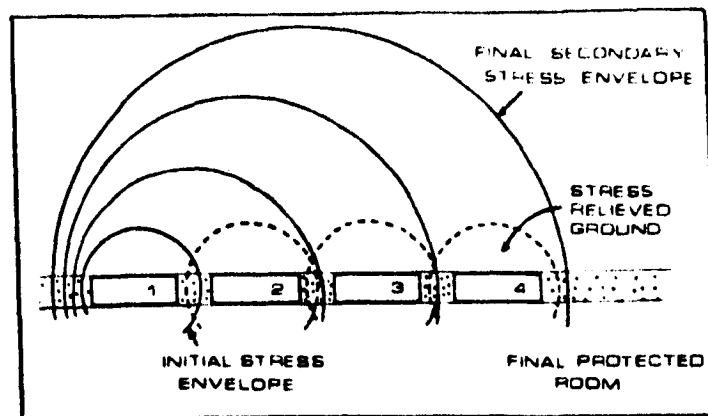 FINAL SECONDARY
STRESS ENVELOPE
STRESS
RELIEVED
GROUND
1
2
3
4
INITIAL STRESS
ENVELOPE
FINAL PROTECTED
ROOM